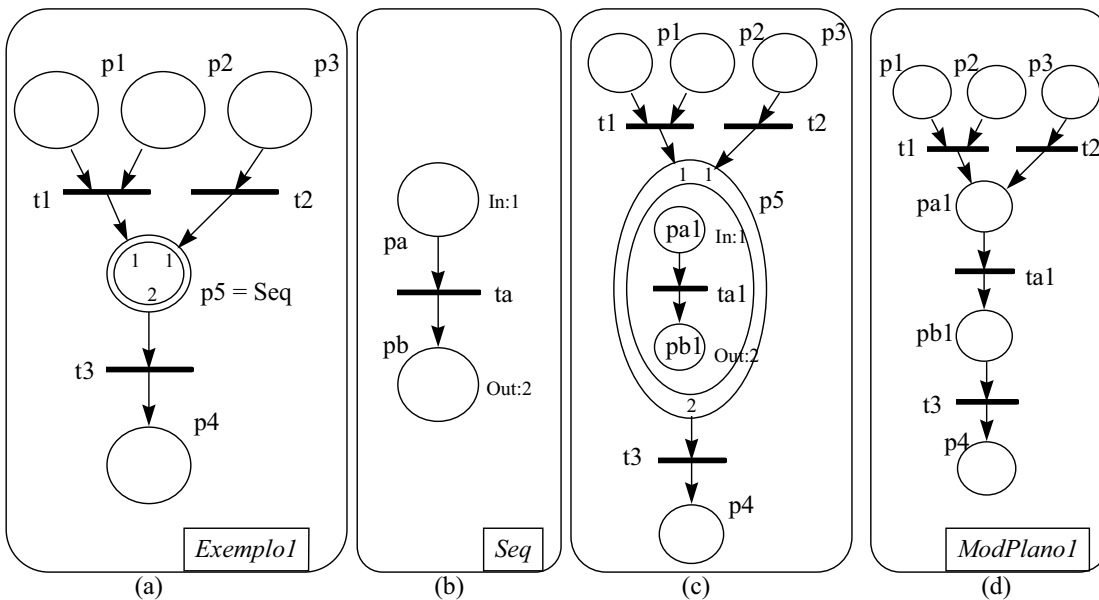 p1
p2
p3
t1
t2
1
1
2
p5 = Seq
t3
p4
Exemplo1
(a)
In:1
pa
ta
pb
Out:2
Seq
(b)
p1
p2
p3
t1
t2
1
1
p5
pa1
In:1
ta1
pb1
Out:2
2
t3
p4
(c)
p1
p2
p3
t1
t2
pa1
ta1
pb1
t3
p4
ModPlano1
(d)